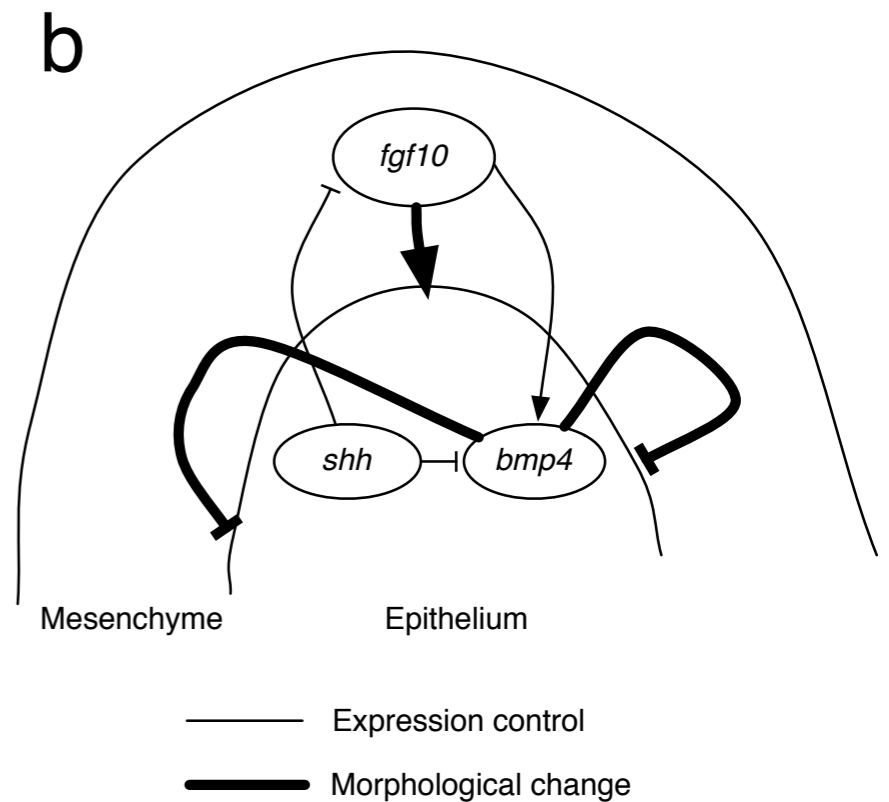 b
fgf10
shh
bmp4
Mesenchyme
Epithelium
Expression control
Morphological change